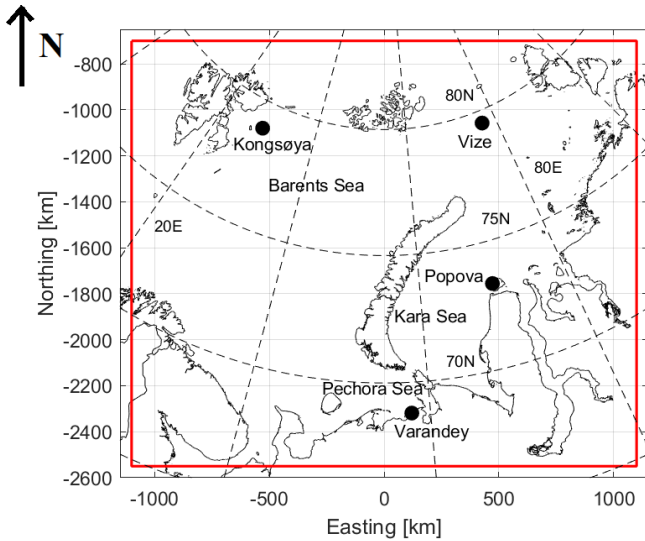 N
-800
-1000
-1200
-1400
-1600
-1800
-2000
-2200
-2400
-2600
Northing [km]
80N
Kongsøya
Vize
Barents Sea
80E
20E
75N
Popova
Kara Sea
70N
Pechora Sea
Varandey
-1000
-500
0
500
1000
Easting [km]